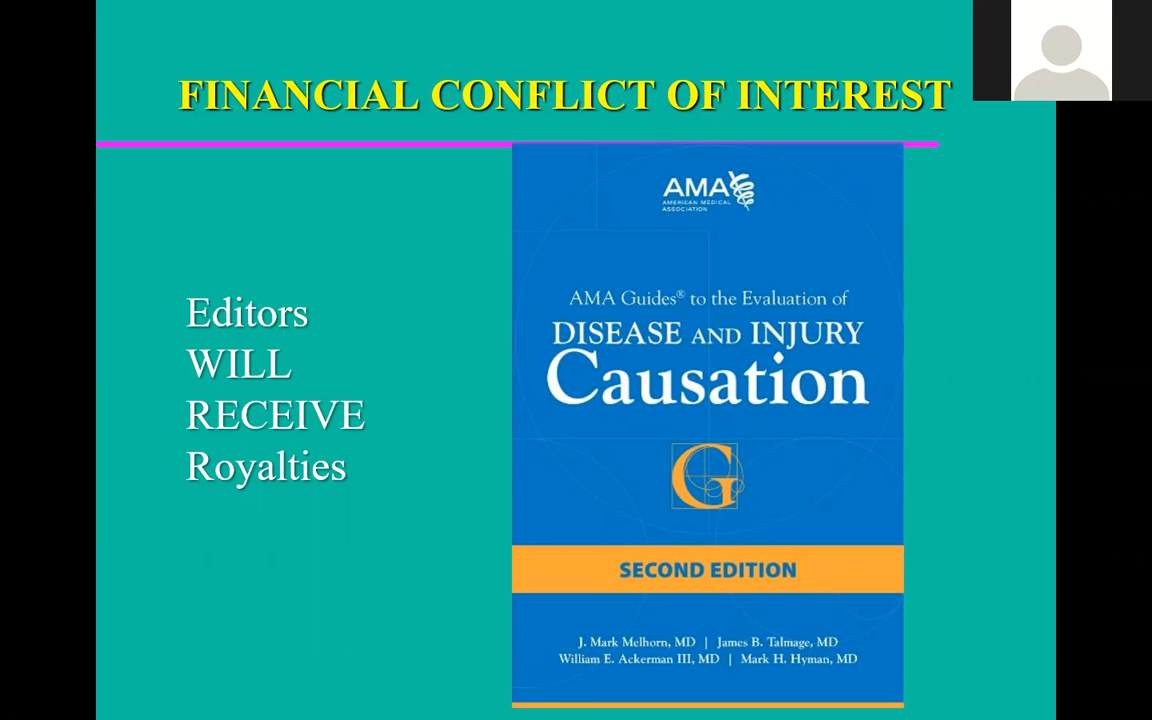 FINANCIAL CONFLICT OF INTEREST
Editors
WILL
RECEIVE
Royalties
AMA
AMERICAN MEDICAL
ASSOCIATION
AMA Guides® to the Evaluation of
DISEASE AND INJURY
Causation
G
SECOND EDITION
J. Mark Melhorn, MD | James B. Talmage, MD
William E. Ackerman III, MD | Mark H. Hyman, MD